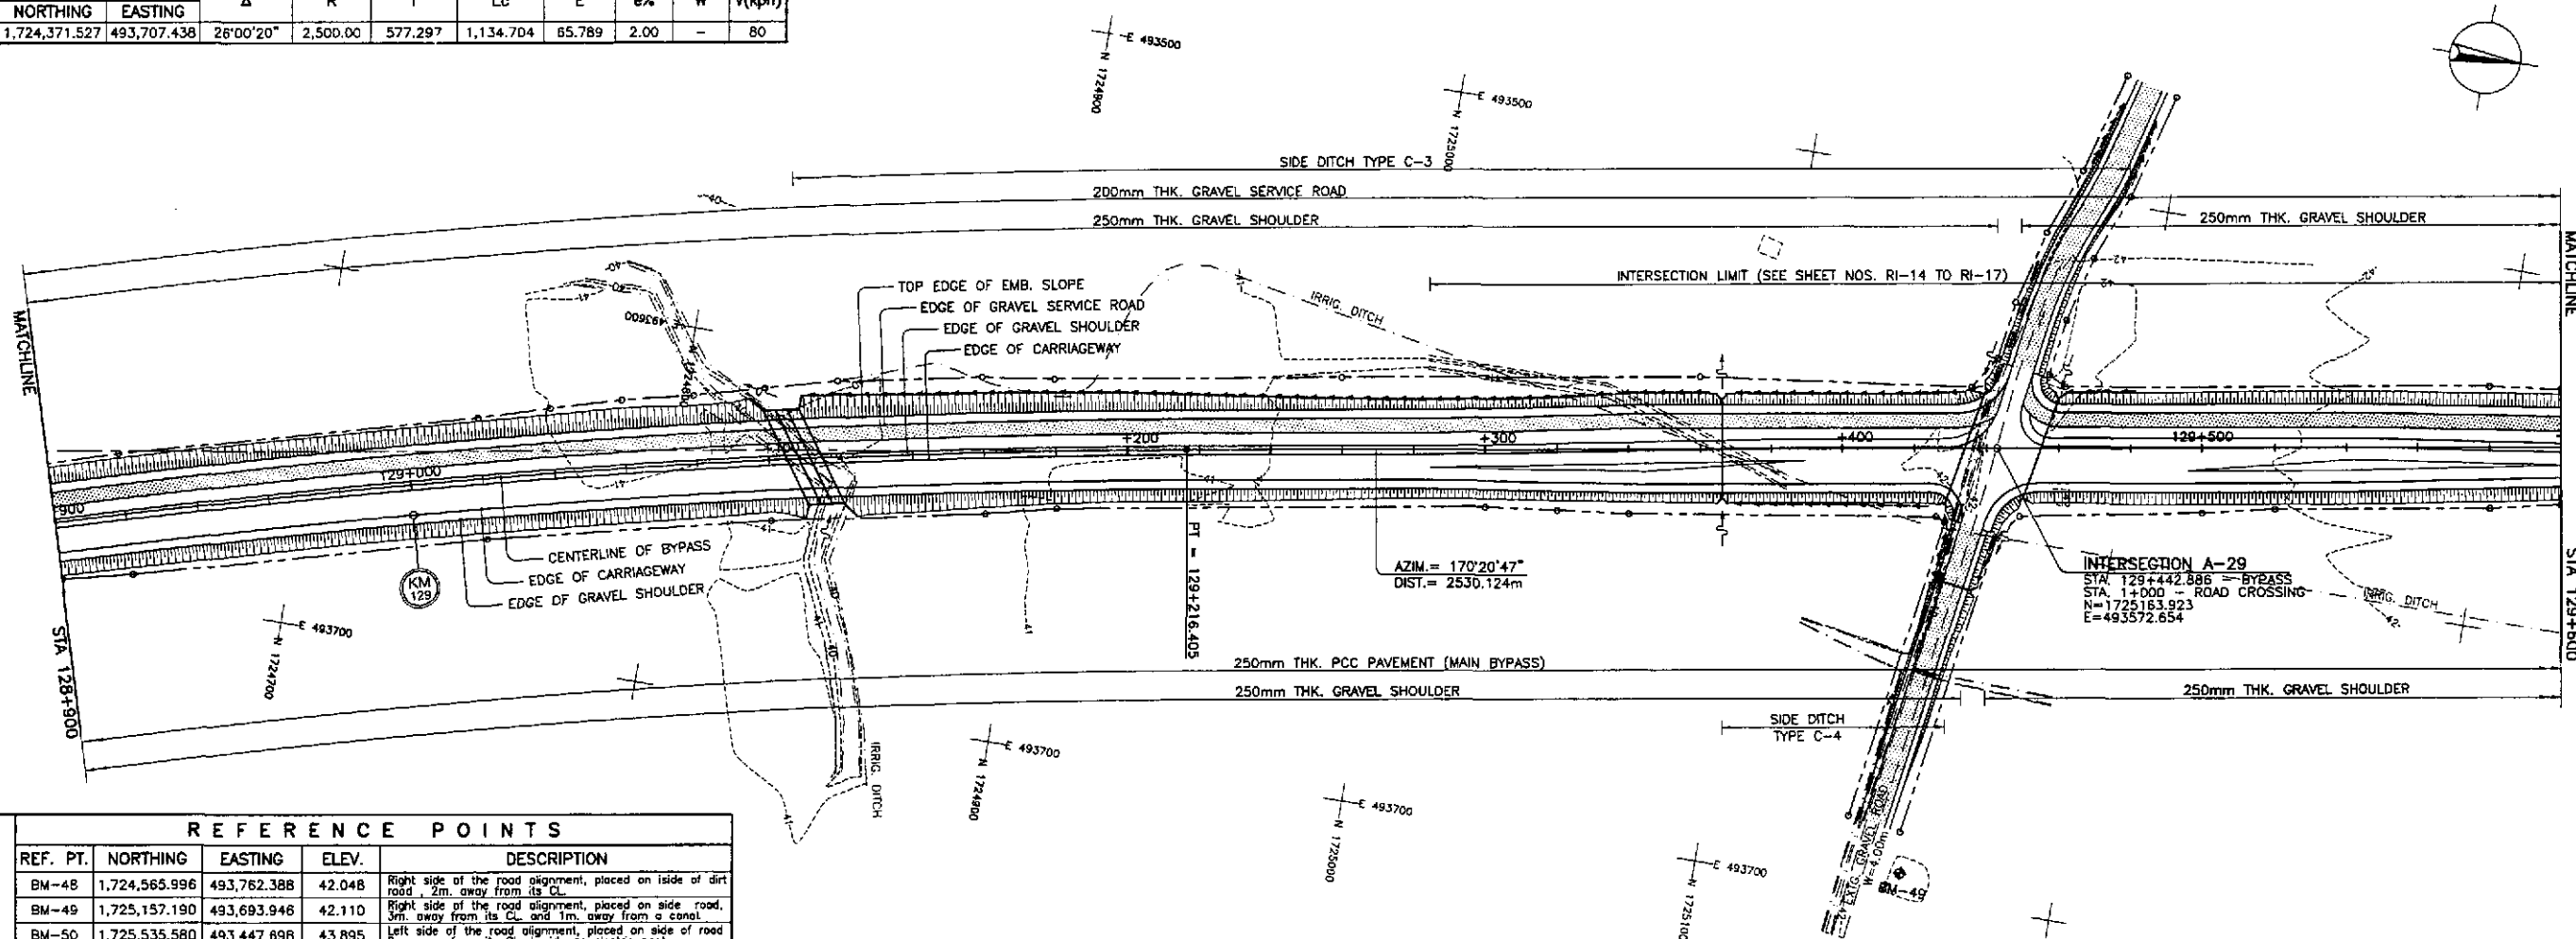 NORTHING EASTING Δ R T Lc E e% W V(kph)
1,724,371.527 493,707.438 26°00'20" 2,500.00 577.297 1,134.704 65.789 2.00 – 80
E 493500
N 1724900
E 493500
N 1725000
SIDE DITCH TYPE C-3
200mm THK. GRAVEL SERVICE ROAD
250mm THK. GRAVEL SHOULDER
250mm THK. GRAVEL SHOULDER
INTERSECTION LIMIT (SEE SHEET NOS. RI-14 TO RI-17)
MATCHLINE
STA 128+900
MATCHLINE
STA 129+600
TOP EDGE OF EMB. SLOPE
EDGE OF GRAVEL SERVICE ROAD
EDGE OF GRAVEL SHOULDER
EDGE OF CARRIAGEWAY
IRRIG. DITCH
E 493600
N 1724800
900
129+000
+200
+300
+400
129+500
CENTERLINE OF BYPASS
EDGE OF CARRIAGEWAY
EDGE OF GRAVEL SHOULDER
KM
129
PT = 129+216.405
AZIM.= 170°20'47"
DIST.= 2530.124m
INTERSECTION A-29
STA. 129+442.886 - BYPASS
STA. 1+000 - ROAD CROSSING
N=1725163.923
E=493572.654
IRRIG. DITCH
E 493700
N 1724700
250mm THK. PCC PAVEMENT (MAIN BYPASS)
250mm THK. GRAVEL SHOULDER
250mm THK. GRAVEL SHOULDER
SIDE DITCH
TYPE C-4
IRRIG. DITCH
E 493700
N 1724900
E 493700
N 1725000
E 493700
N 1725100
EXTG. GRAVEL ROAD
W=4.00m
BM-49
REFERENCE POINTS
REF. PT. NORTHING EASTING ELEV. DESCRIPTION
BM-48 1,724,565.996 493,762.388 42.048 Right side of the road alignment, placed on iside of dirt
road , 2m. away from its CL.
BM-49 1,725,157.190 493,693.946 42.110 Right side of the road alignment, placed on side road,
3m. away from its CL. and 1m. away from a canal.
BM-50 1,725,535.580 493,447.698 43.895 Left side of the road alignment, placed on side of road